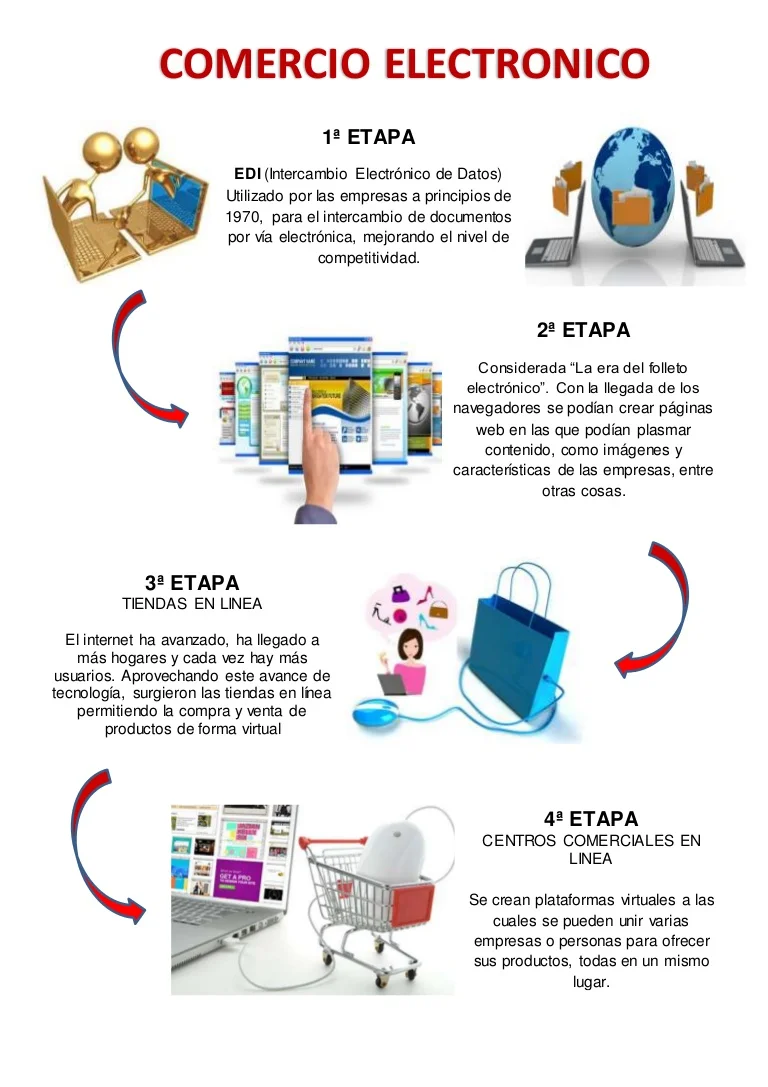 COMERCIO ELECTRONICO
1ª ETAPA
EDI (Intercambio Electrónico de Datos)
Utilizado por las empresas a principios de
1970, para el intercambio de documentos
por vía electrónica, mejorando el nivel de
competitividad.
2ª ETAPA
Considerada “La era del folleto
electrónico”. Con la llegada de los
navegadores se podían crear páginas
web en las que podían plasmar
contenido, como imágenes y
características de las empresas, entre
otras cosas.
3ª ETAPA
TIENDAS EN LINEA
El internet ha avanzado, ha llegado a
más hogares y cada vez hay más
usuarios. Aprovechando este avance de
tecnología, surgieron las tiendas en línea
permitiendo la compra y venta de
productos de forma virtual
4ª ETAPA
CENTROS COMERCIALES EN
LINEA
Se crean plataformas virtuales a las
cuales se pueden unir varias
empresas o personas para ofrecer
sus productos, todas en un mismo
lugar.
COMPANY NAME
GET A PRO